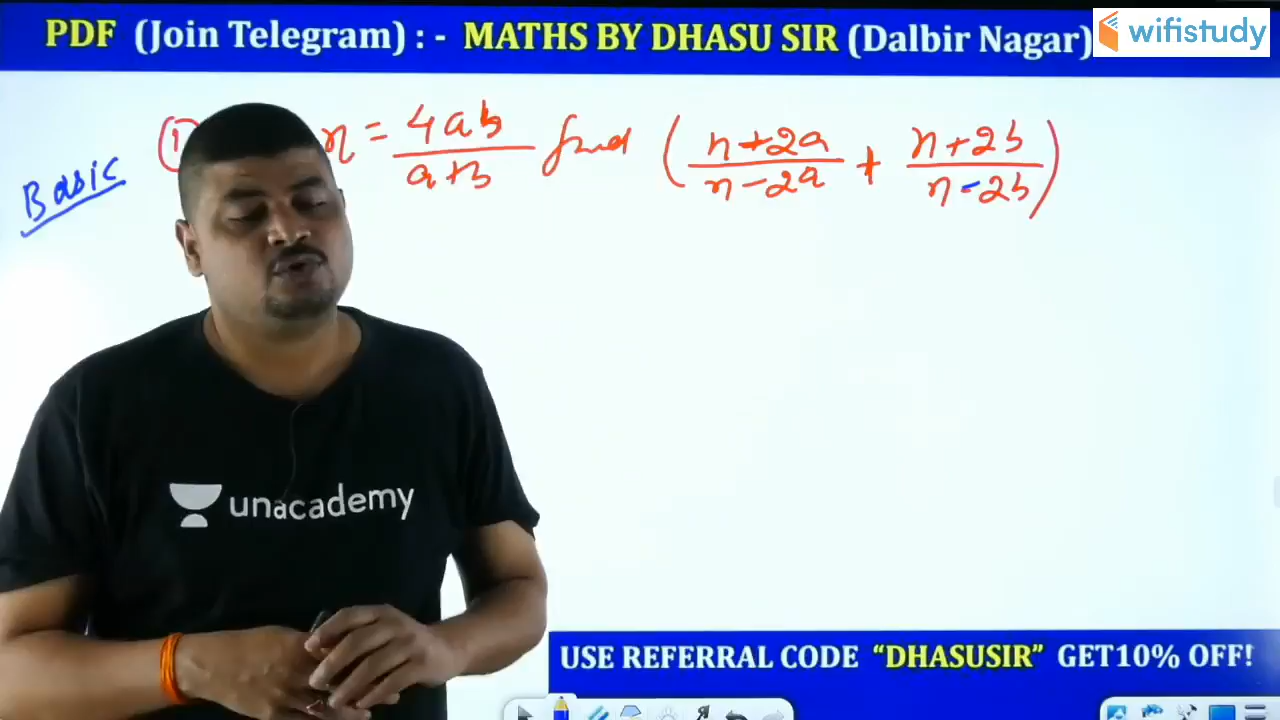 PDF (Join Telegram) : - MATHS BY DHASU SIR (Dalbir Nagar)
wifistudy
Basic
① x = 4ab / a+b find ( x+2a / x-2a + x+2b / x-2b )
unacademy
USE REFERRAL CODE “DHASUSIR” GET10% OFF!